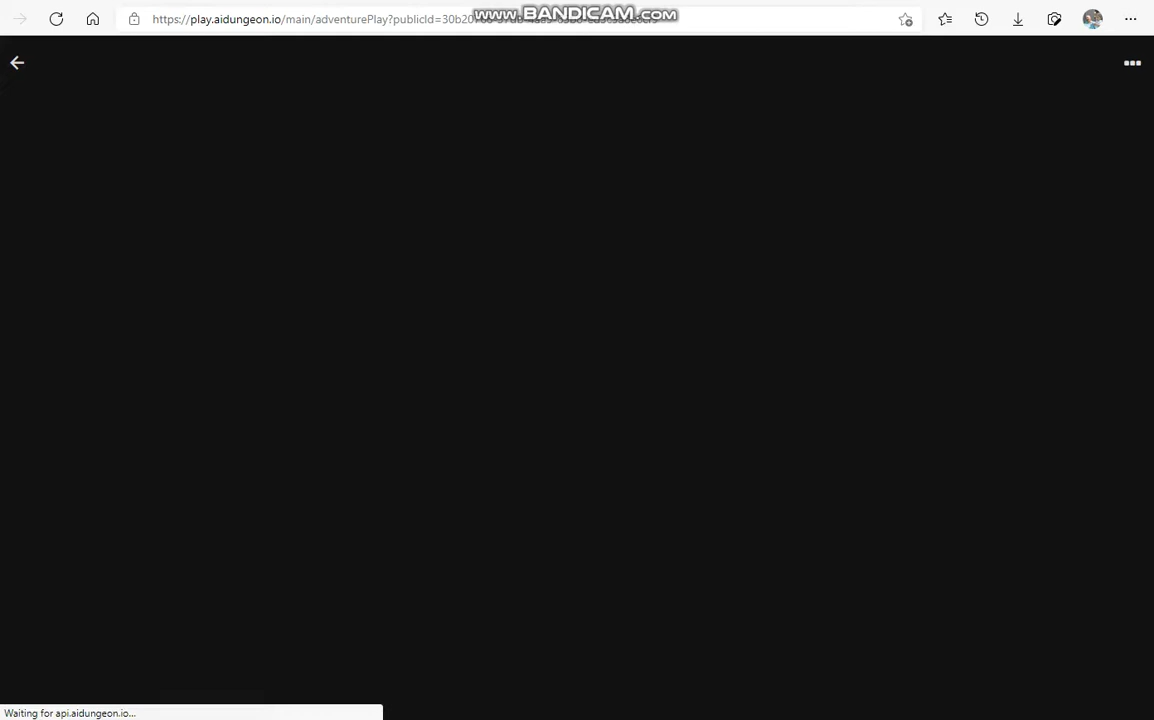 https://play.aidungeon.io/main/adventurePlay?publicId=30b20
www.BANDICAM.com
Waiting for api.aidungeon.io...